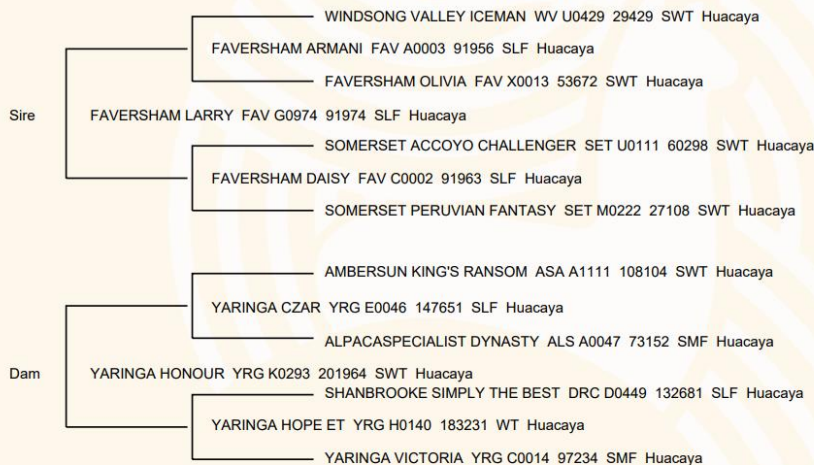 WINDSONG VALLEY ICEMAN WV U0429 29429 SWT Huacaya
FAVERSHAM ARMANI FAV A0003 91956 SLF Huacaya
FAVERSHAM OLIVIA FAV X0013 53672 SWT Huacaya
Sire FAVERSHAM LARRY FAV G0974 91974 SLF Huacaya
SOMERSET ACCOYO CHALLENGER SET U0111 60298 SWT Huacaya
FAVERSHAM DAISY FAV C0002 91963 SLF Huacaya
SOMERSET PERUVIAN FANTASY SET M0222 27108 SWT Huacaya
AMBERSUN KING'S RANSOM ASA A1111 108104 SWT Huacaya
YARINGA CZAR YRG E0046 147651 SLF Huacaya
ALPACASPECIALIST DYNASTY ALS A0047 73152 SMF Huacaya
Dam YARINGA HONOUR YRG K0293 201964 SWT Huacaya
SHANBROOKE SIMPLY THE BEST DRC D0449 132681 SLF Huacaya
YARINGA HOPE ET YRG H0140 183231 WT Huacaya
YARINGA VICTORIA YRG C0014 97234 SMF Huacaya